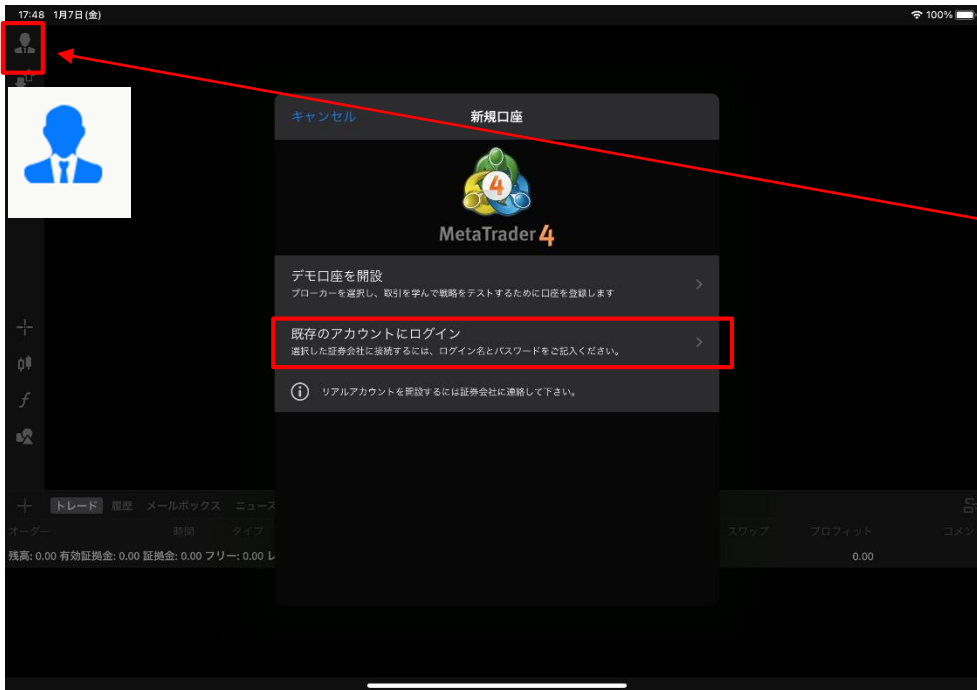 17:48 1月7日(金)
100%
キャンセル
新規口座
4
MetaTrader 4
デモ口座を開設
ブローカーを選択し、取引を学んで戦略をテストするために口座を登録します
既存のアカウントにログイン
選択した証券会社に接続するには、ログイン名とパスワードをご記入ください。
リアルアカウントを開設するには証券会社に連絡して下さい。
トレード 履歴 メールボックス ニュース
オーダー 時間 タイプ スワップ プロフィット コメン
残高: 0.00 有効証拠金: 0.00 証拠金: 0.00 フリー: 0.00 レ 0.00